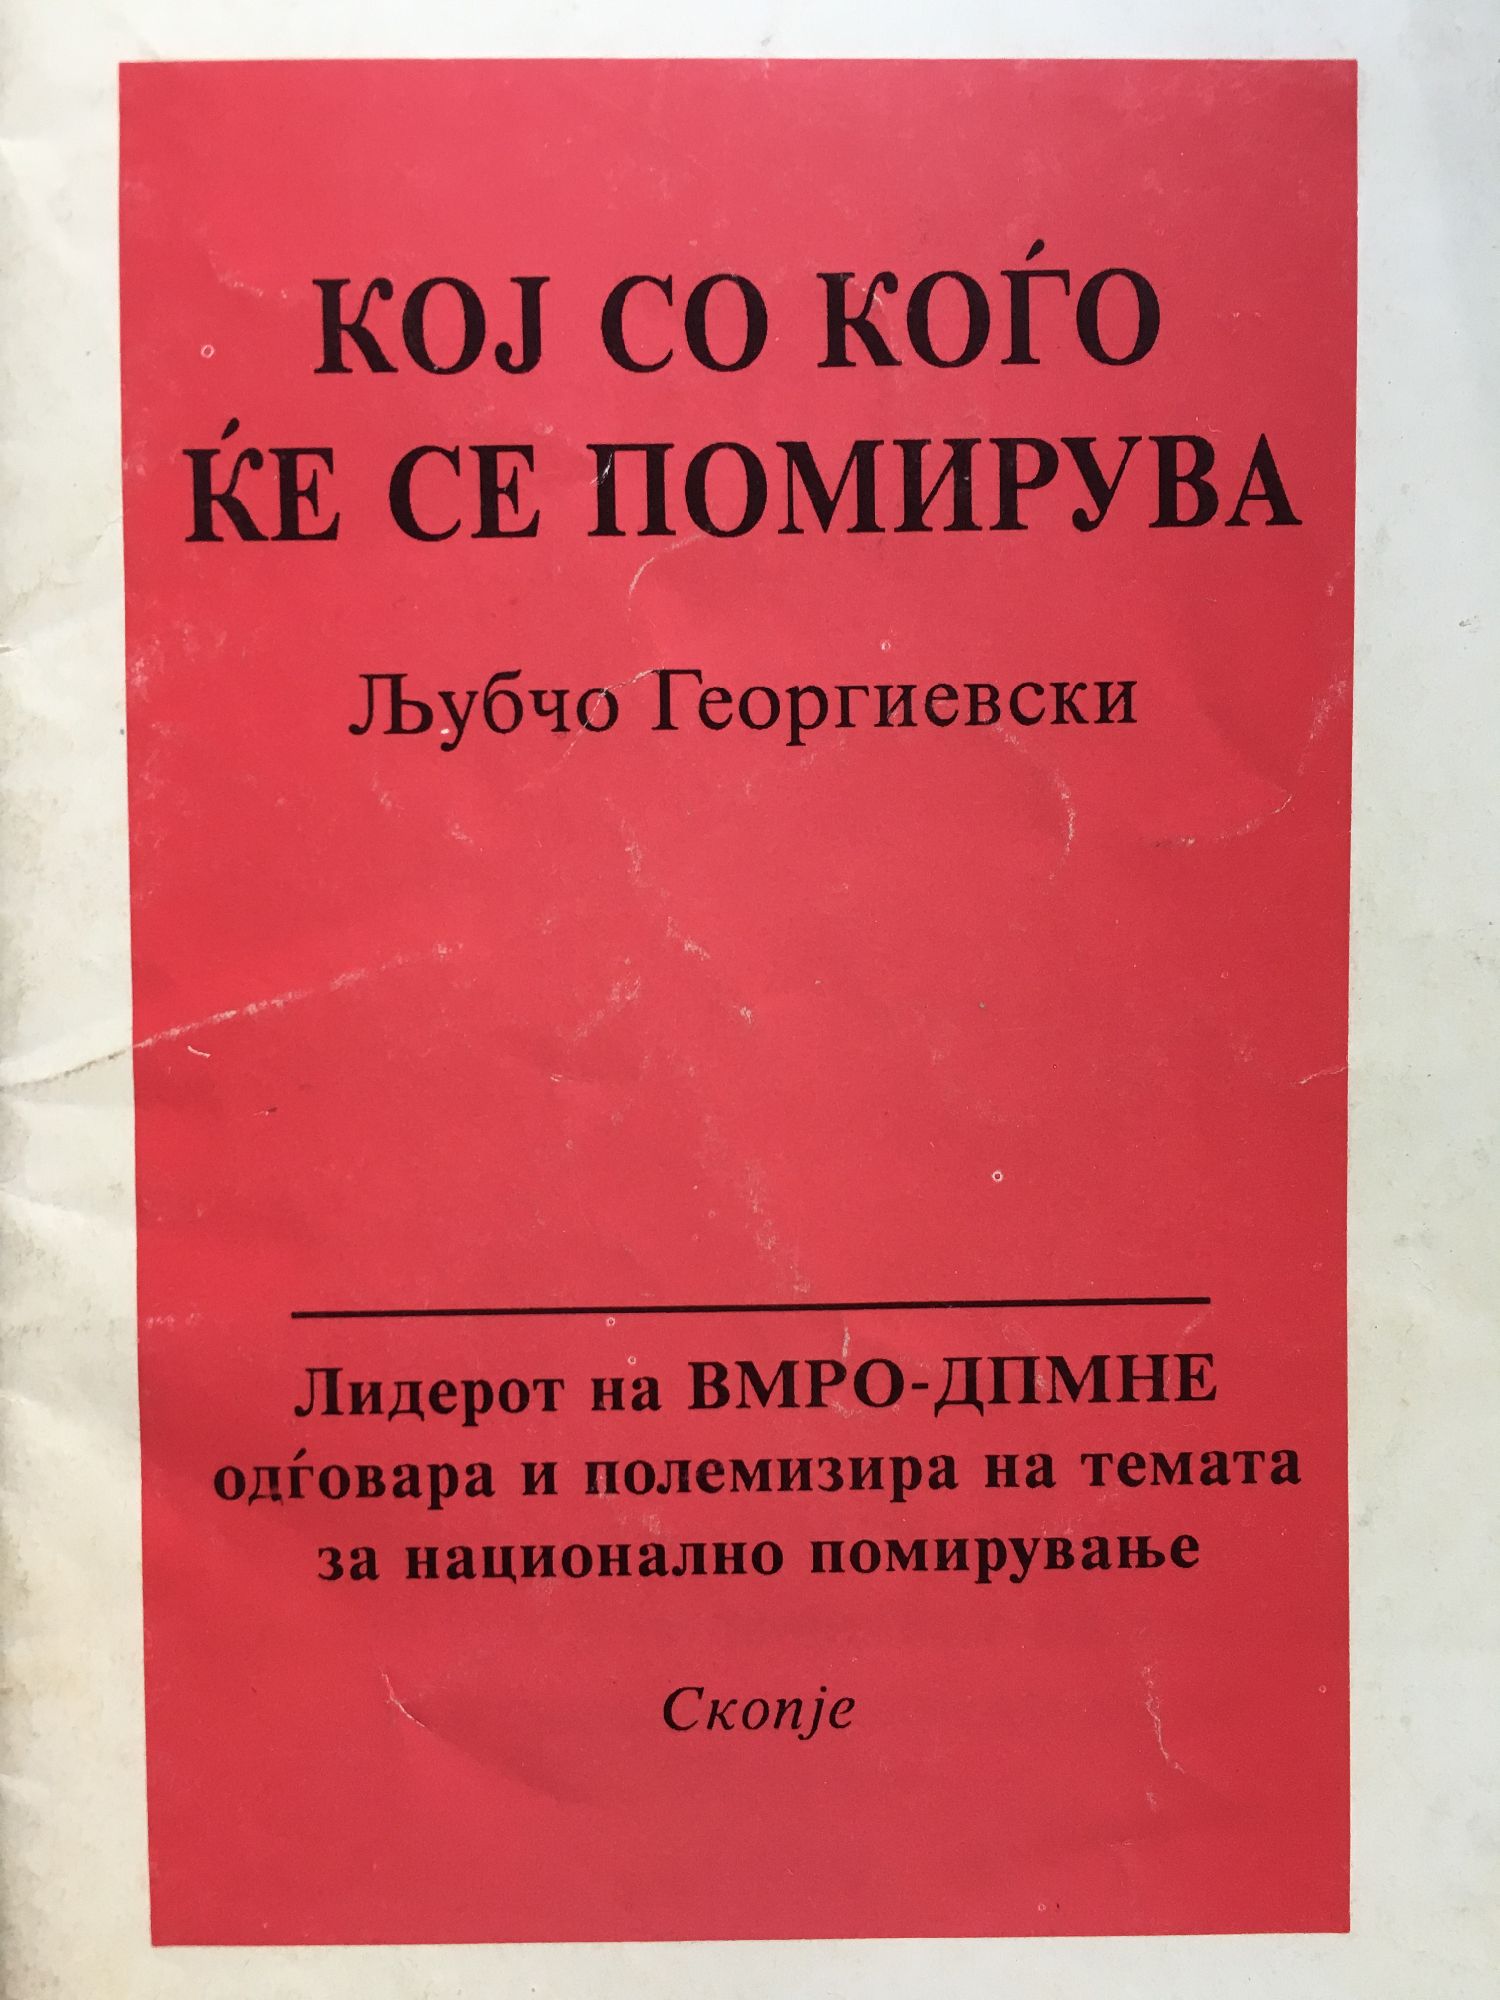 КОЈ СО КОЃО
ЌЕ СЕ ПОМИРУВА
Љубчо Георгиевски
Лидерот на ВМРО-ДПМНЕ
одѓовара и полемизира на темата
за национално помирување
Скопје